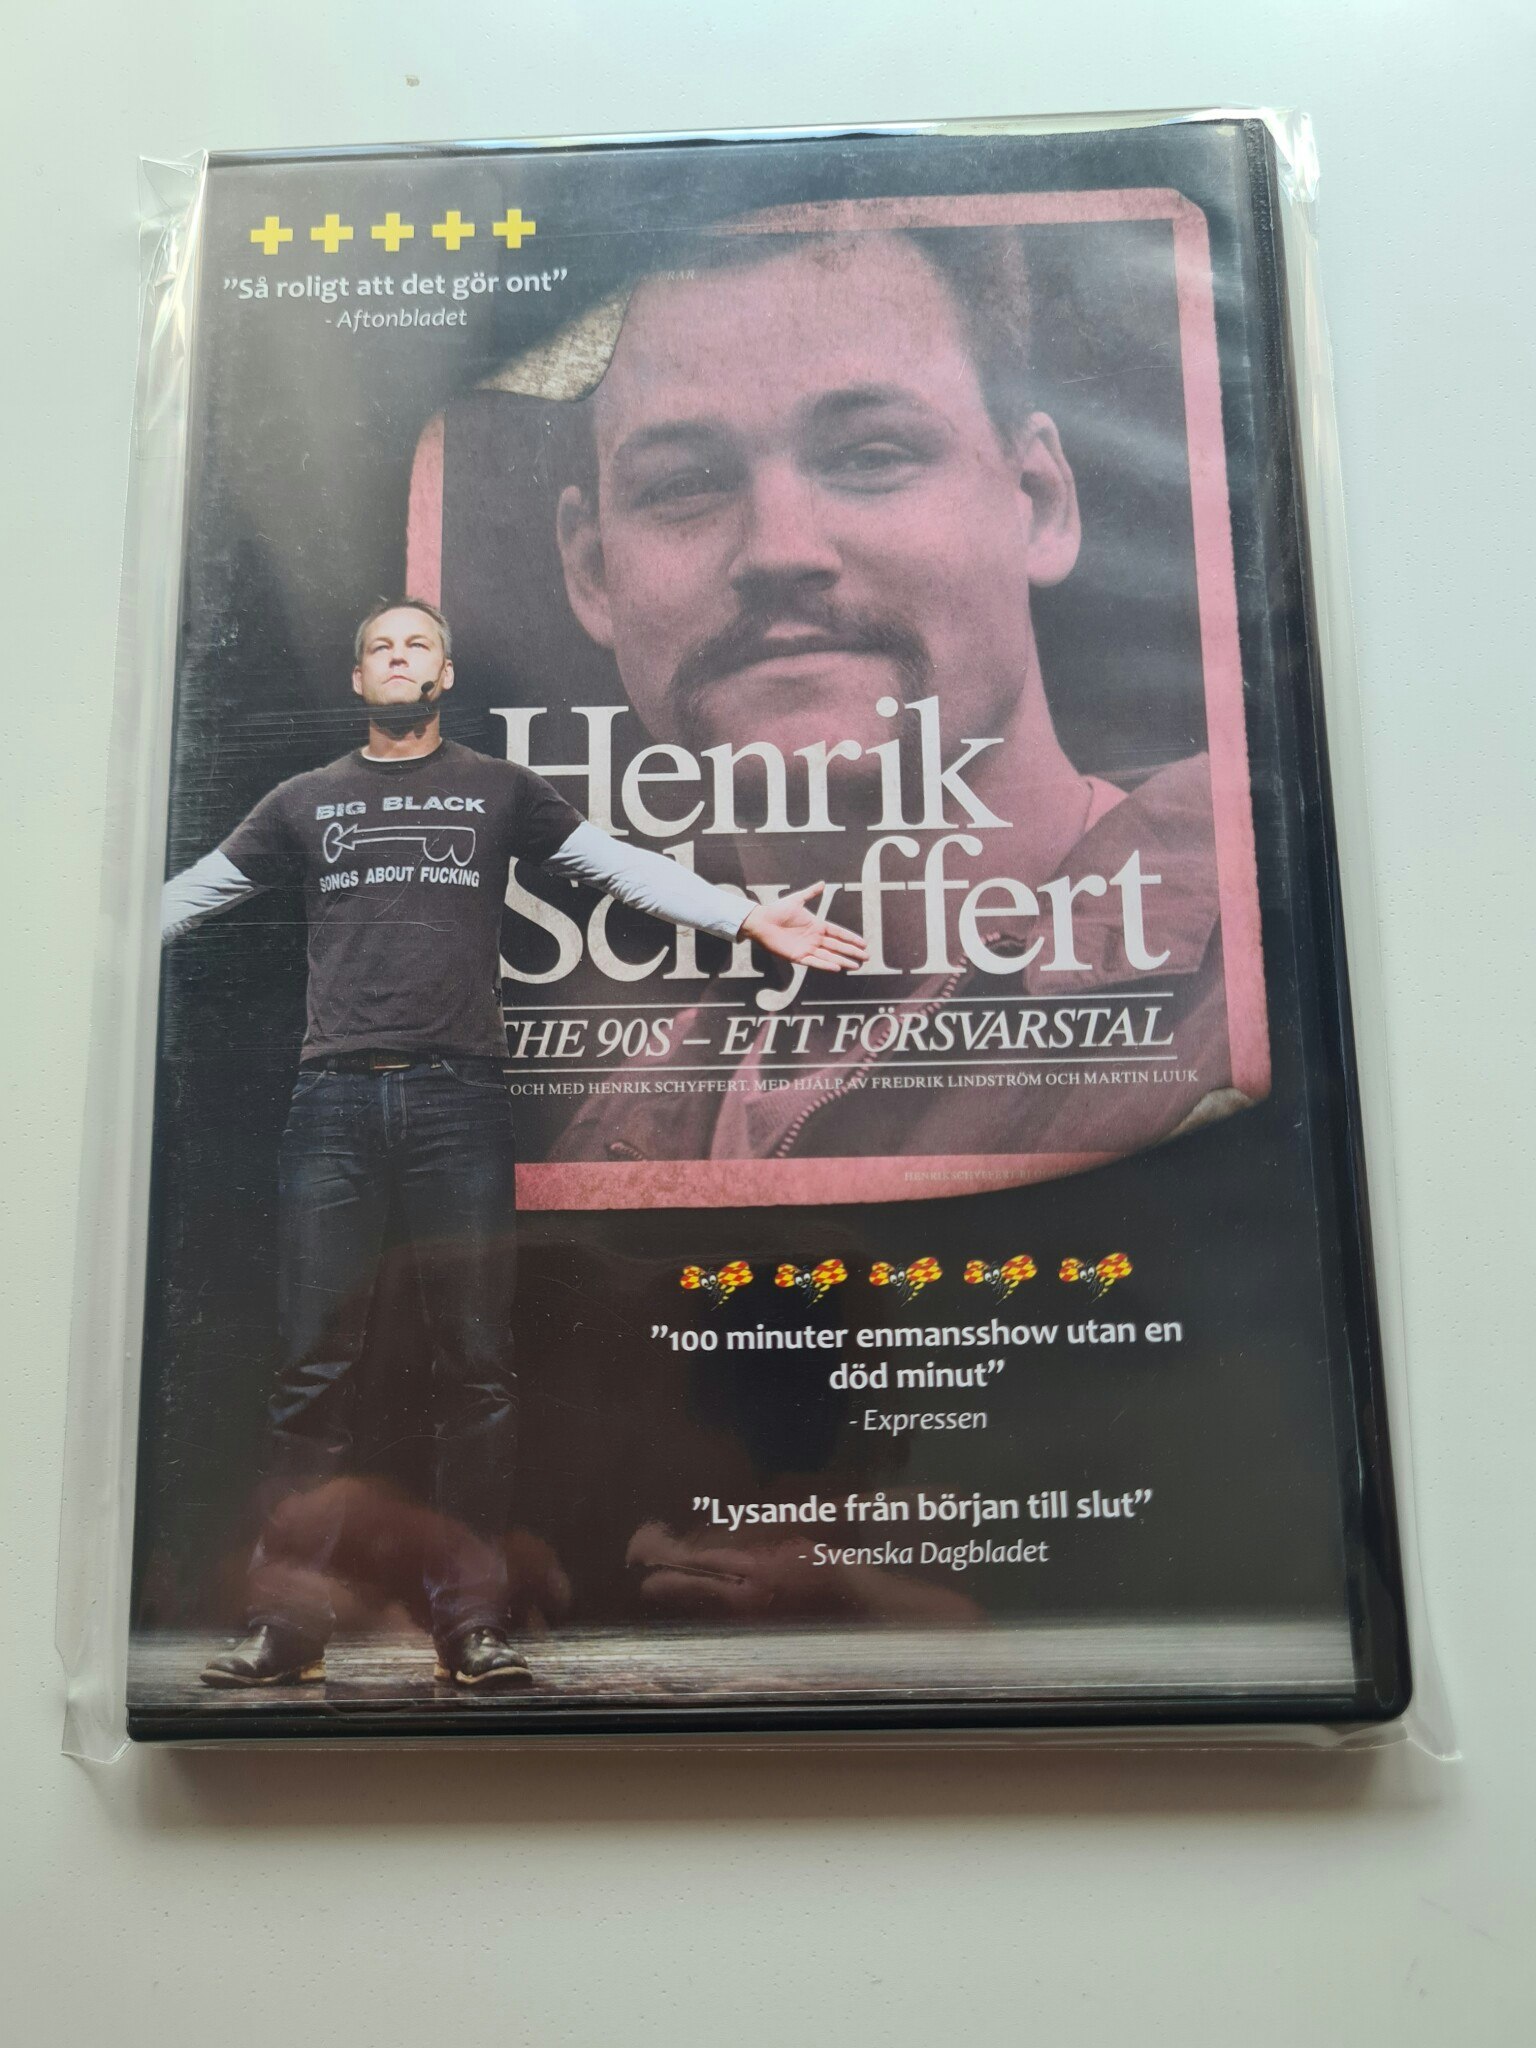 ”Så roligt att det gör ont”
- Aftonbladet
BIG BLACK
SONGS ABOUT FUCKING
Henrik
Schyffert
THE 90S – ETT FÖRSVARSTAL
OCH MED HENRIK SCHYFFERT. MED HJÄLP AV FREDRIK LINDSTRÖM OCH MARTIN LUUK
”100 minuter enmansshow utan en
död minut”
- Expressen
”Lysande från början till slut”
- Svenska Dagbladet